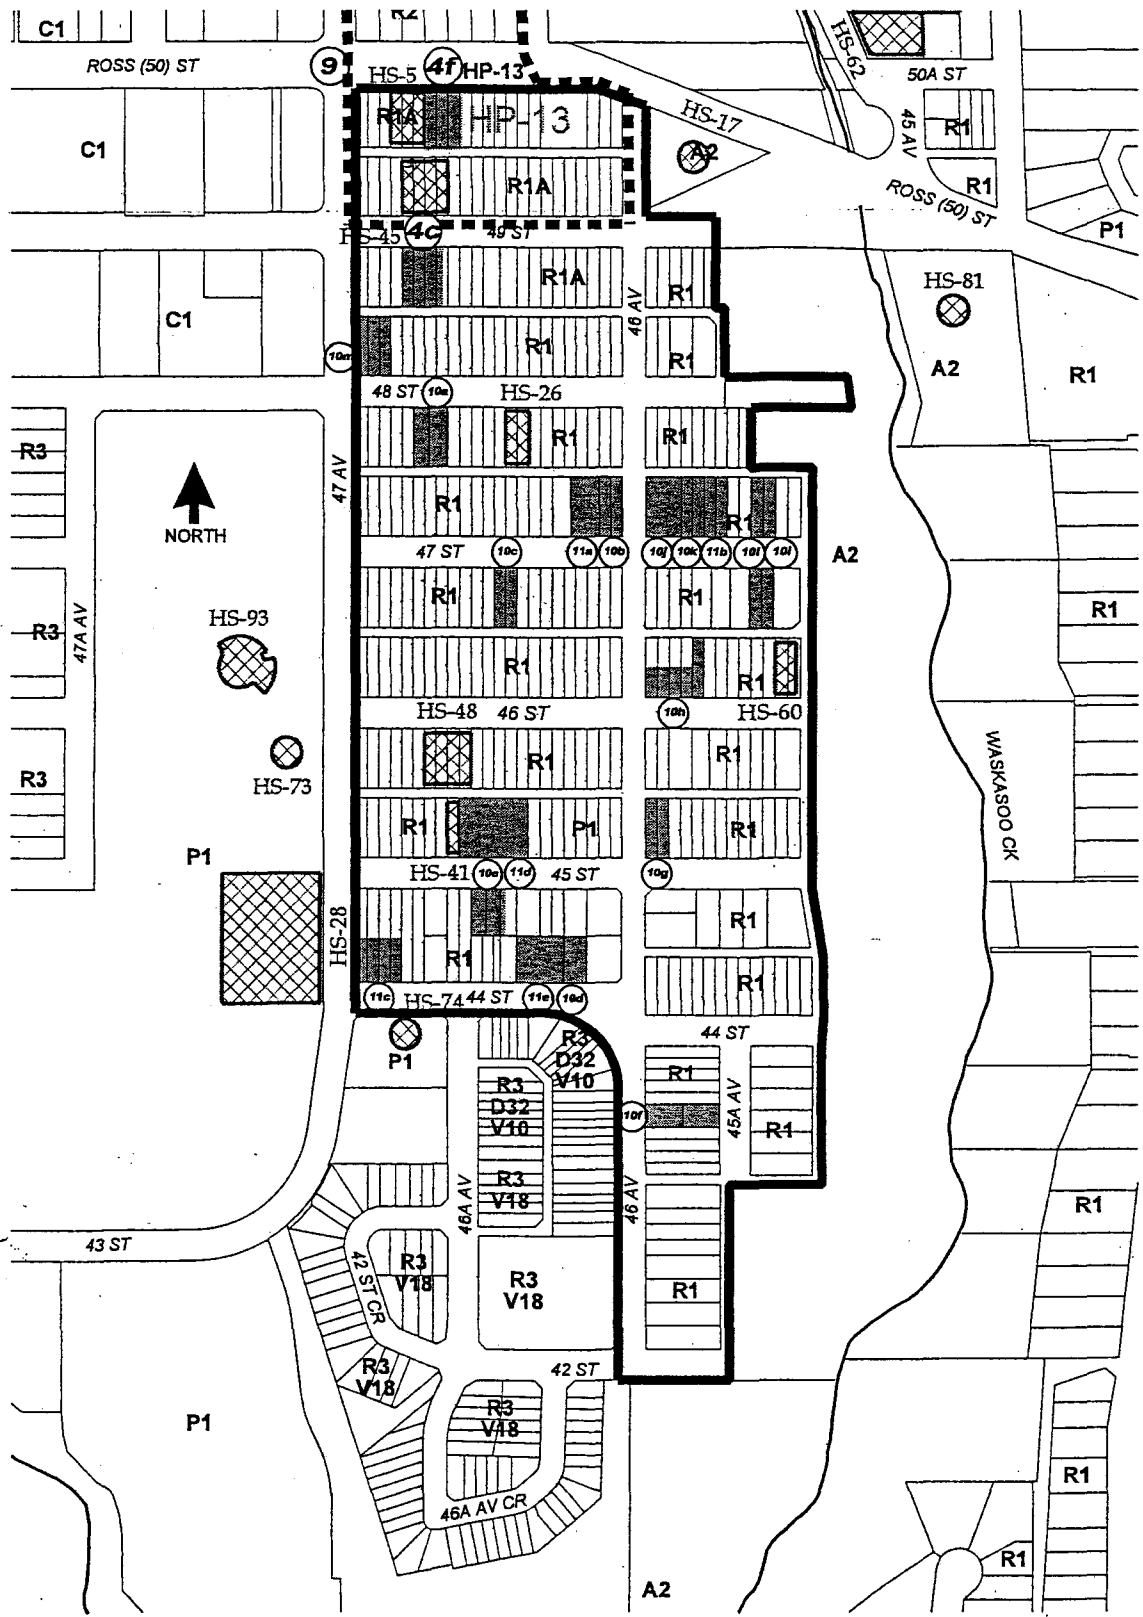 C1
R2
HS-62
ROSS (50) ST
9
HS-5
4f
HP-13
50A ST
HS-17
45 AV
R1A
HP-13
C1
A2
R1
R1A
R1
ROSS (50) ST
HS-45
4c
49 ST
P1
R1A
R1
HS-81
C1
46 AV
R1
R1
A2
R1
48 ST
HS-26
R3
R1
R1
47 AV
R1
R1
NORTH
47 ST
10c
11a
10b
10j
10k
11b
10l
10i
A2
R1
R1
R1
HS-93
R3
47A AV
R1
R1
HS-48
46 ST
10h
HS-60
R1
R1
R3
HS-73
WASKASOO CK
R1
P1
R1
P1
HS-41
11d
45 ST
10g
HS-28
R1
R1
R1
11c
HS-74
44 ST
11e
10d
44 ST
P1
R3
D32
V10
R1
R3
D32
V10
10f
45A AV
R1
R3
V18
46A AV
46 AV
R1
43 ST
42 ST CR
R3
V18
R3
V18
R1
R3
V18
42 ST
P1
R3
V18
R1
46A AV CR
R1
A2